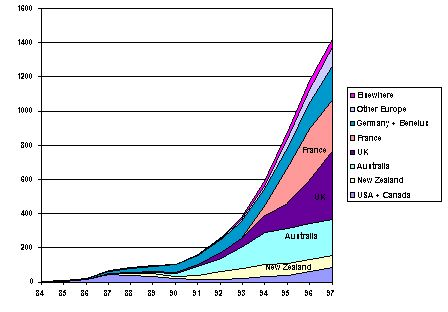 1600
1400
1200
1000
800
600
400
200
0
84 85 86 87 88 89 90 91 92 93 94 95 96 97
France
UK
Australia
New Zealand
Elsewhere
Other Europe
Germany + Benelux
France
UK
Australia
New Zealand
USA + Canada